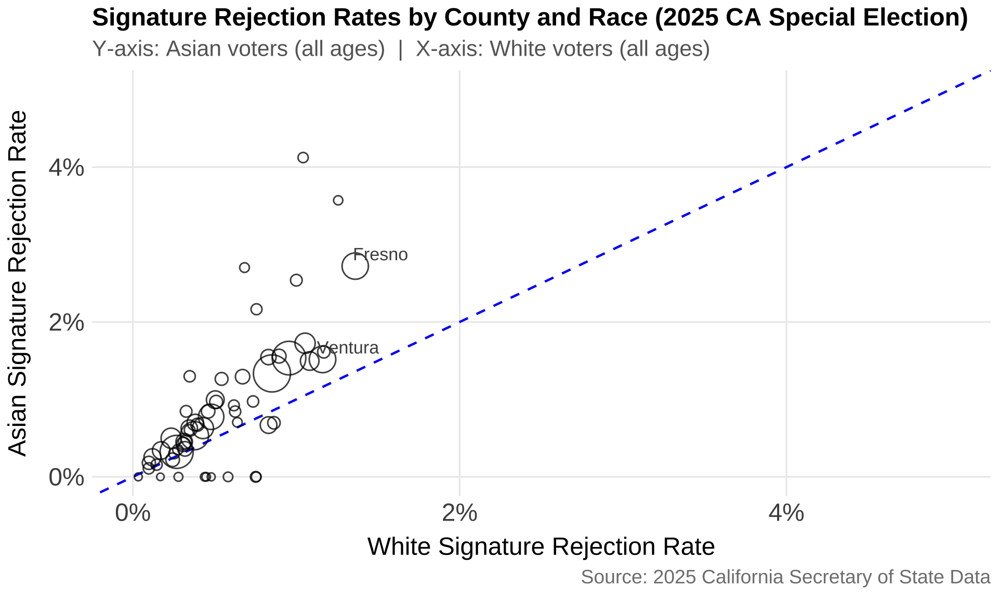 Signature Rejection Rates by County and Race (2025 CA Special Election)
Y-axis: Asian voters (all ages) | X-axis: White voters (all ages)
Asian Signature Rejection Rate
4%
2%
0%
Fresno
Ventura
0%
2%
4%
White Signature Rejection Rate
Source: 2025 California Secretary of State Data